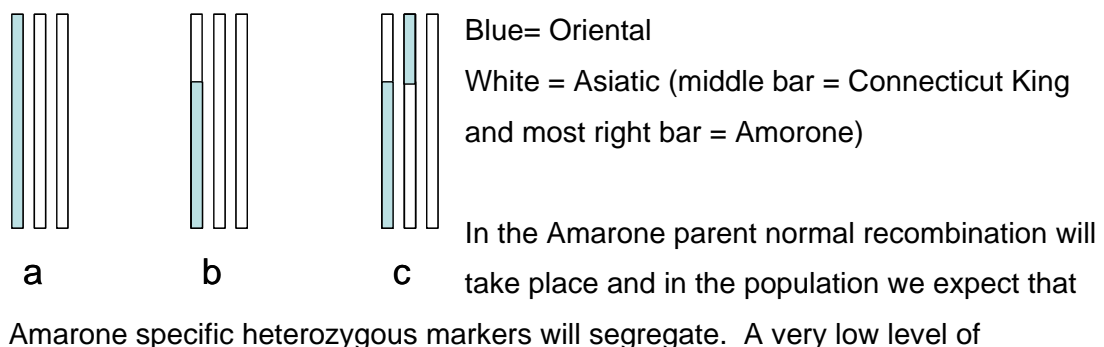 Blue= Oriental
White = Asiatic (middle bar = Connecticut King
and most right bar = Amorone)
In the Amarone parent normal recombination will
take place and in the population we expect that
a b c
Amarone specific heterozygous markers will segregate. A very low level of